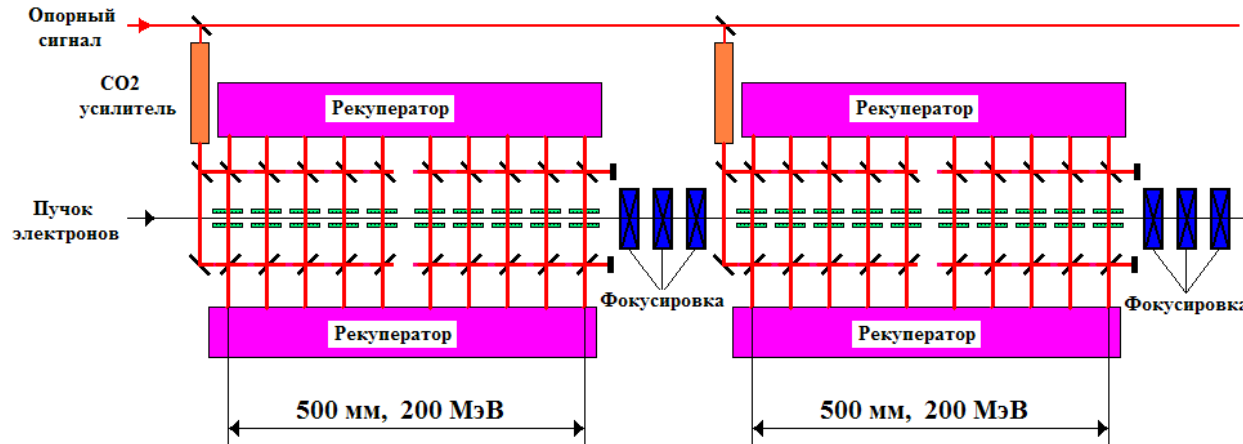 Опорный
сигнал
CO2
усилитель
Рекуператор
Рекуператор
Пучок
электронов
Фокусировка
Фокусировка
Рекуператор
Рекуператор
500 мм, 200 МэВ
500 мм, 200 МэВ